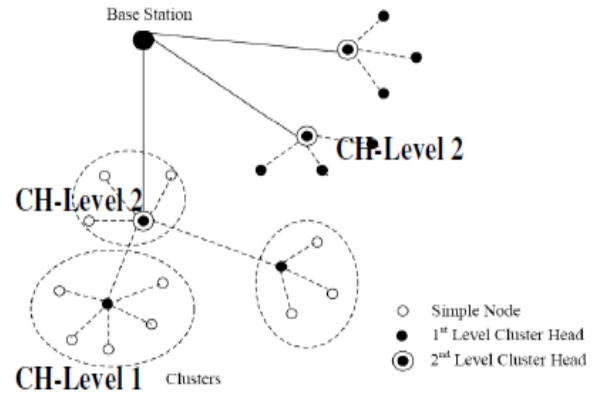 Base Station
CH-Level 2
CH-Level 2
Simple Node
1st Level Cluster Head
2nd Level Cluster Head
CH-Level 1
Clusters